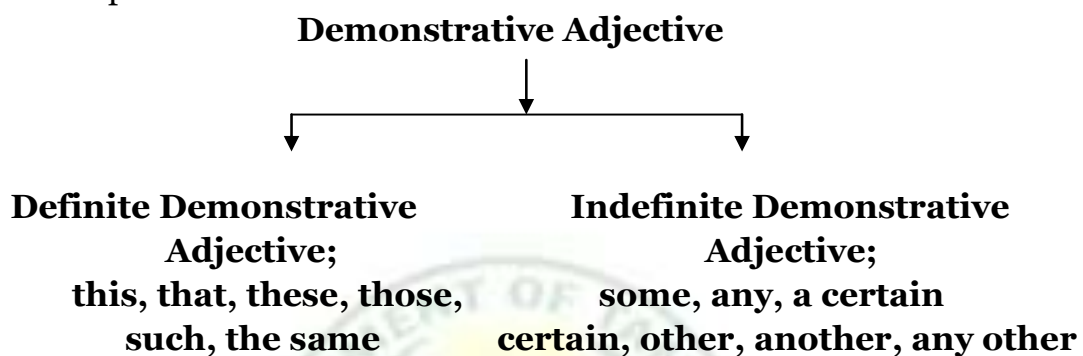 Demonstrative Adjective
Definite Demonstrative Adjective;
this, that, these, those,
such, the same
Indefinite Demonstrative
Adjective;
some, any, a certain
certain, other, another, any other